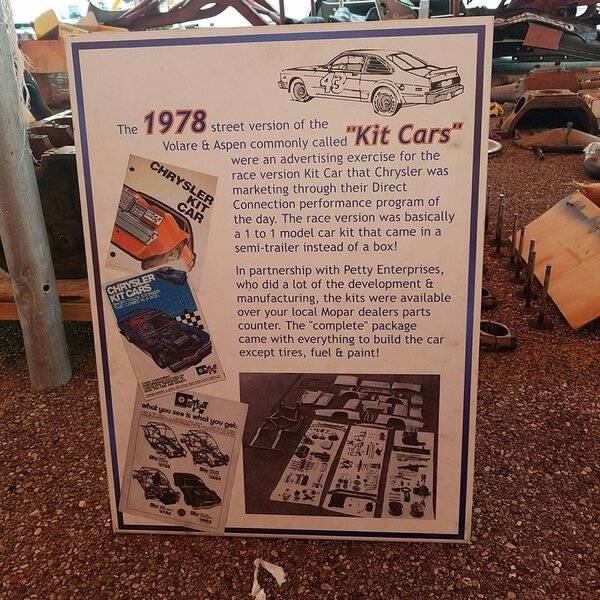 43
The 1978 street version of the
Volare & Aspen commonly called "Kit Cars"
were an advertising exercise for the
race version Kit Car that Chrysler was
marketing through their Direct
Connection performance program of
the day. The race version was basically
a 1 to 1 model car kit that came in a
semi-trailer instead of a box!
In partnership with Petty Enterprises,
who did a lot of the development &
manufacturing, the kits were available
over your local Mopar dealers parts
counter. The "complete" package
came with everything to build the car
except tires, fuel & paint!
CHRYSLER
KIT
CAR
CHRYSLER
KIT CARS
what you see is what you get.